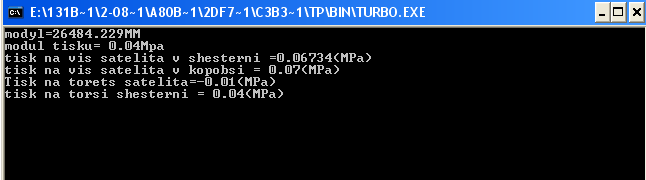 E:\131B~1\2-08~1\A80B~1\2DF7~1\C3B3~1\TP\BIN\TURBO.EXE
modyl=26484.229MM
modul tisku= 0.04Mpa
tisk na vis satelita v shesterni =0.06734(MPa)
tisk na vis satelita v kopobsi = 0.07(MPa)
Tisk na torets satelita=-0.01(MPa)
tisk na torsi shesterni = 0.04(MPa)